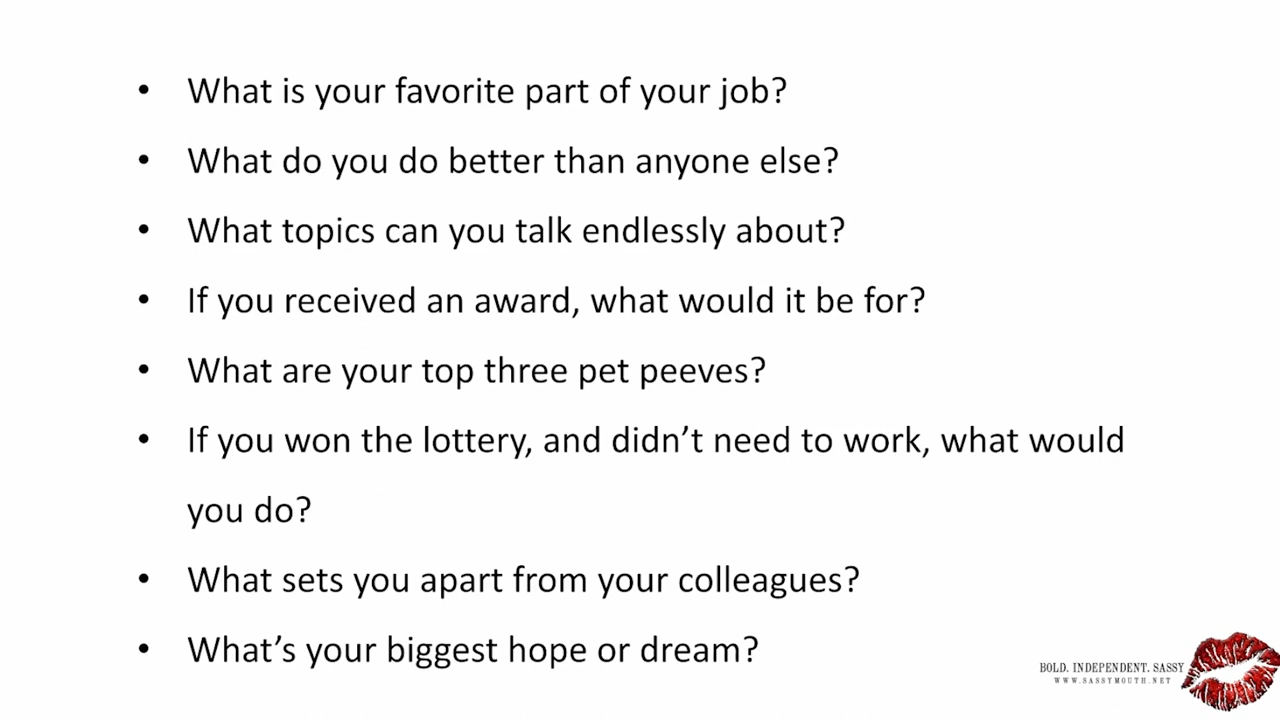 • What is your favorite part of your job?
• What do you do better than anyone else?
• What topics can you talk endlessly about?
• If you received an award, what would it be for?
• What are your top three pet peeves?
• If you won the lottery, and didn’t need to work, what would
you do?
• What sets you apart from your colleagues?
• What’s your biggest hope or dream?
BOLD. INDEPENDENT. SASSY
WWW.SASSYMOUTH.NET